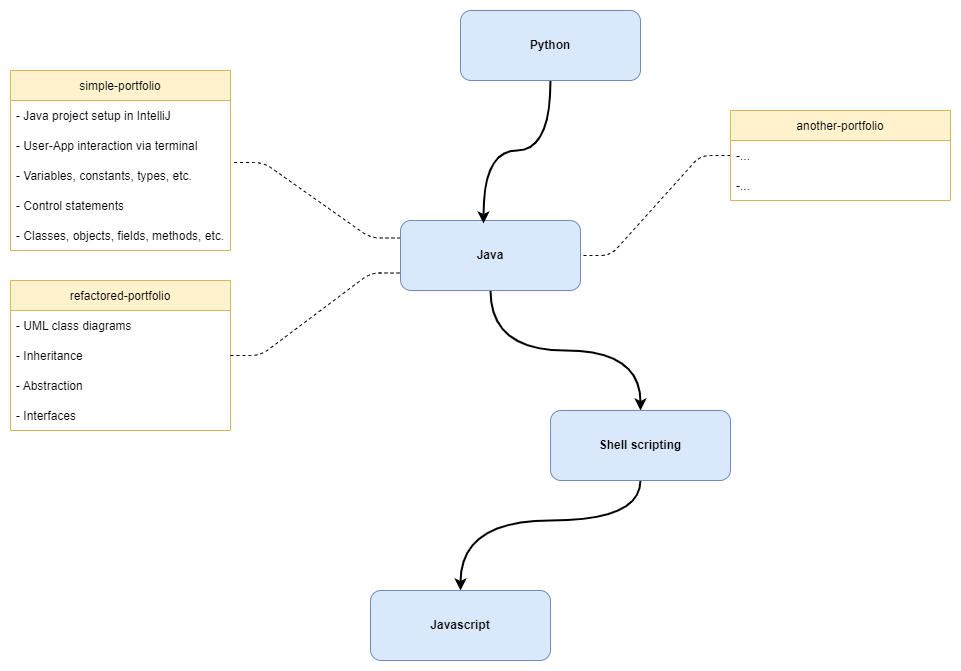 Python
simple-portfolio
- Java project setup in IntelliJ
- User-App interaction via terminal
- Variables, constants, types, etc.
- Control statements
- Classes, objects, fields, methods, etc.
another-portfolio
-...
-...
Java
refactored-portfolio
- UML class diagrams
- Inheritance
- Abstraction
- Interfaces
Shell scripting
Javascript